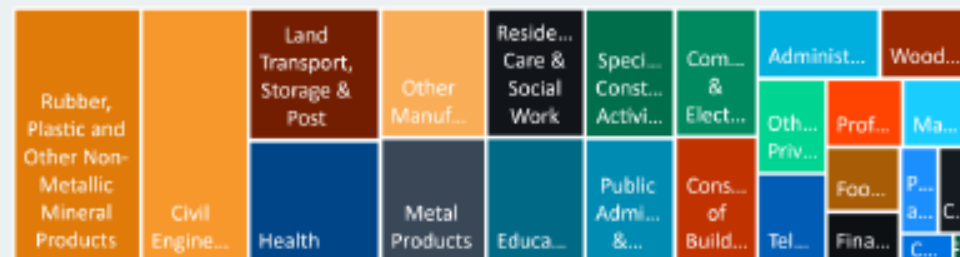 Rubber,
Plastic and
Other Non-
Metallic
Mineral
Products
Civil
Engine...
Land
Transport,
Storage &
Post
Health
Other
Manuf...
Metal
Products
Reside...
Care &
Social
Work
Educa...
Speci...
Const...
Activi...
Public
Admi...
&...
Com...
&
Elect...
Cons...
of
Build...
Administ...
Wood...
Oth...
Priv...
Prof...
Ma...
Tel...
Foo...
Fina...
P...
a...
C...
C...